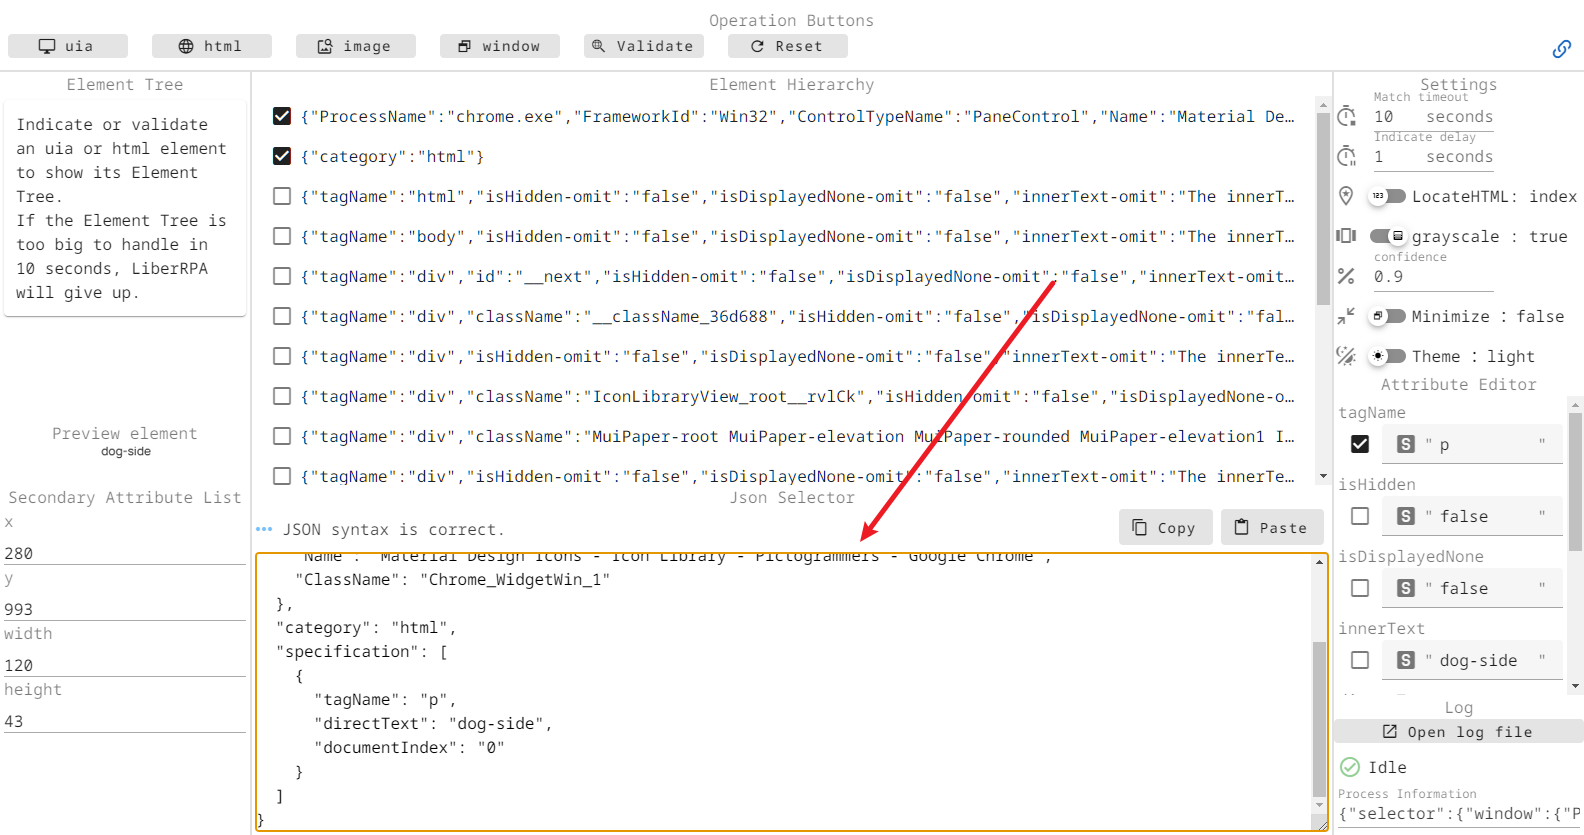 Operation Buttons
uia
html
image
window
Validate
Reset
Element Tree
Indicate or validate
an uia or html element
to show its Element
Tree.
If the Element Tree is
too big to handle in
10 seconds, LiberRPA
will give up.
Preview element
dog-side
Secondary Attribute List
x
280
y
993
width
120
height
43
Element Hierarchy
{"ProcessName":"chrome.exe","FrameworkId":"Win32","ControlTypeName":"PaneControl","Name":"Material De…
{"category":"html"}
{"tagName":"html","isHidden-omit":"false","isDisplayedNone-omit":"false","innerText-omit":"The innerT…
{"tagName":"body","isHidden-omit":"false","isDisplayedNone-omit":"false","innerText-omit":"The innerT…
{"tagName":"div","id":"__next","isHidden-omit":"false","isDisplayedNone-omit":"false","innerText-omit…
{"tagName":"div","className":"__className_36d688","isHidden-omit":"false","isDisplayedNone-omit":"fal…
{"tagName":"div","isHidden-omit":"false","isDisplayedNone-omit":"false","innerText-omit":"The innerTe…
{"tagName":"div","className":"IconLibraryView_root__rvlCk","isHidden-omit":"false","isDisplayedNone-o…
{"tagName":"div","className":"MuiPaper-root MuiPaper-elevation MuiPaper-rounded MuiPaper-elevation1 I…
{"tagName":"div","isHidden-omit":"false","isDisplayedNone-omit":"false","innerText-omit":"The innerTe…
Json Selector
JSON syntax is correct.
Copy
Paste
"Name": "Material Design Icons - Icon Library - Pictogrammers - Google Chrome",
"ClassName": "Chrome_WidgetWin_1"
},
"category": "html",
"specification": [
{
"tagName": "p",
"directText": "dog-side",
"documentIndex": "0"
}
]
}
Settings
Match timeout
10 seconds
Indicate delay
1 seconds
123 LocateHTML: index
grayscale : true
confidence
0.9
Minimize : false
Theme : light
Attribute Editor
tagName
S " p "
isHidden
S " false "
isDisplayedNone
S " false "
innerText
S " dog-side "
Log
Open log file
Idle
Process Information
{"selector":{"window":{"P